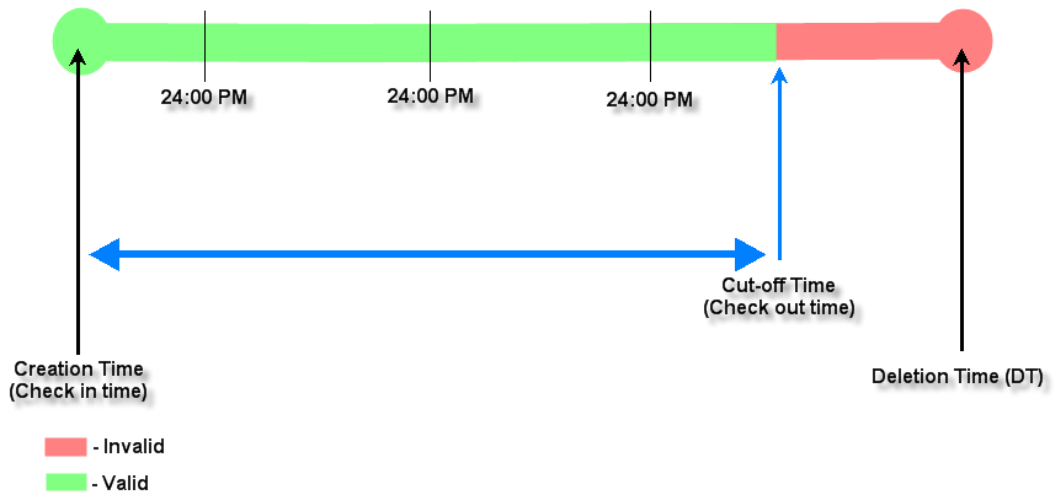 24:00 PM
24:00 PM
24:00 PM
Cut-off Time
(Check out time)
Creation Time
(Check in time)
Deletion Time (DT)
- Invalid
- Valid